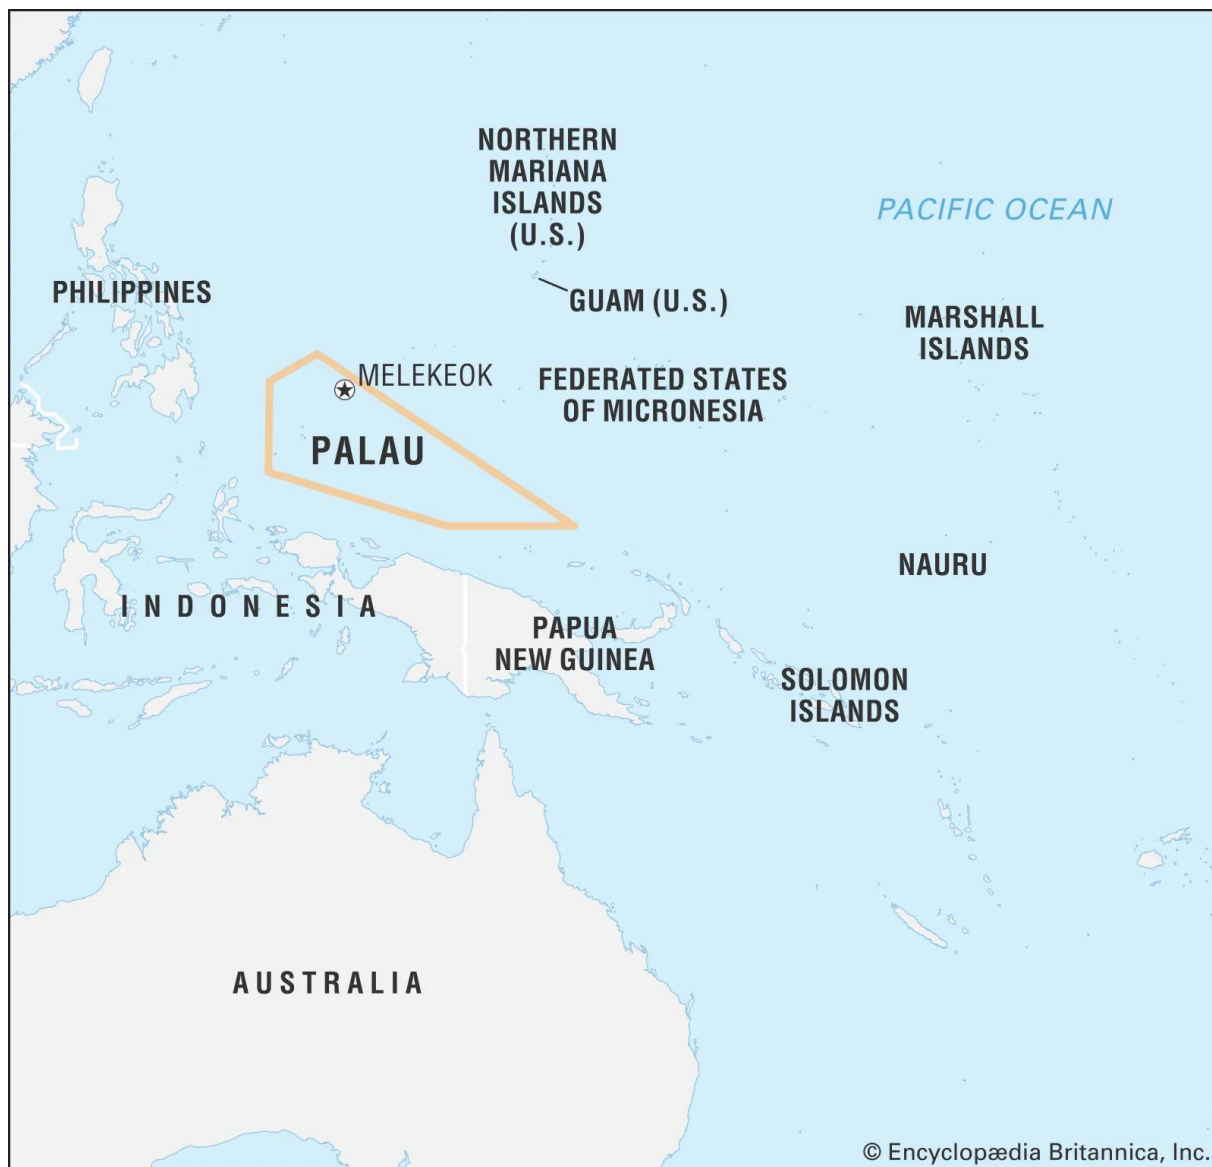 NORTHERN
MARIANA
ISLANDS
(U.S.)
PACIFIC OCEAN
PHILIPPINES
GUAM (U.S.)
MARSHALL
ISLANDS
MELEKEOK
FEDERATED STATES
OF MICRONESIA
PALAU
NAURU
INDONESIA
PAPUA
NEW GUINEA
SOLOMON
ISLANDS
AUSTRALIA
© Encyclopædia Britannica, Inc.